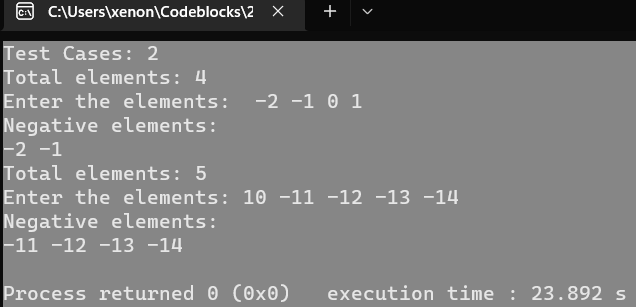 C:\Users\xenon\Codeblocks\2
Test Cases: 2
Total elements: 4
Enter the elements:  -2 -1 0 1
Negative elements:
-2 -1
Total elements: 5
Enter the elements: 10 -11 -12 -13 -14
Negative elements:
-11 -12 -13 -14
Process returned 0 (0x0)   execution time : 23.892 s